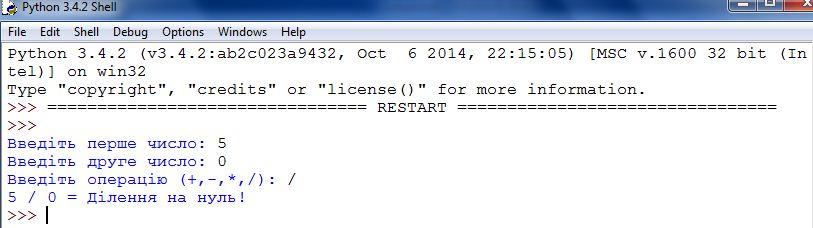 Python 3.4.2 Shell
File Edit Shell Debug Options Windows Help
Python 3.4.2 (v3.4.2:ab2c023a9432, Oct  6 2014, 22:15:05) [MSC v.1600 32 bit (In
tel)] on win32
Type "copyright", "credits" or "license()" for more information.
>>> ================================ RESTART ================================
>>>
Введіть перше число: 5
Введіть друге число: 0
Введіть операцію (+,-,*,/): /
5 / 0 = Ділення на нуль!
>>>